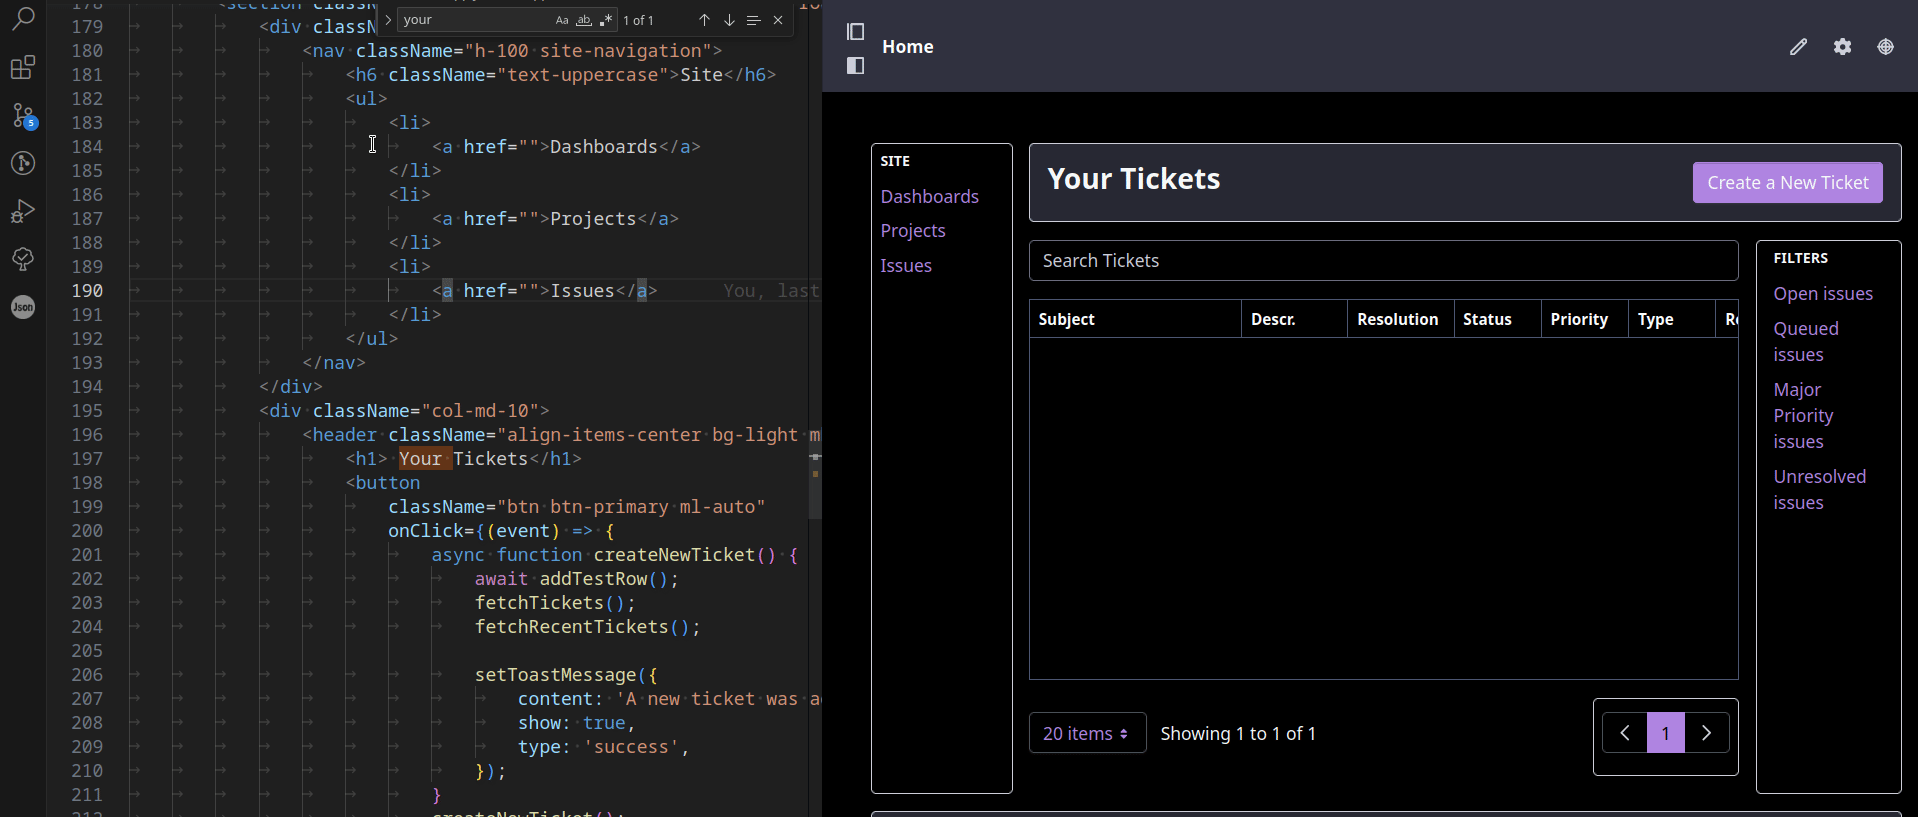 your
Aa
ab
.*
1 of 1
179 <div classN
180 <nav className="h-100 site-navigation">
181 <h6 className="text-uppercase">Site</h6>
182 <ul>
183 <li>
184 <a href="">Dashboards</a>
185 </li>
186 <li>
187 <a href="">Projects</a>
188 </li>
189 <li>
190 <a href="">Issues</a> You, last
191 </li>
192 </ul>
193 </nav>
194 </div>
195 <div className="col-md-10">
196 <header className="align-items-center bg-light m
197 <h1> Your Tickets</h1>
198 <button
199 className="btn btn-primary ml-auto"
200 onClick={(event) => {
201 async function createNewTicket() {
202 await addTestRow();
203 fetchTickets();
204 fetchRecentTickets();
205
206 setToastMessage({
207 content: 'A new ticket was a
208 show: true,
209 type: 'success',
210 });
211 }
5
Json
Home
SITE
Dashboards
Projects
Issues
Your Tickets
Create a New Ticket
Search Tickets
Subject Descr. Resolution Status Priority Type
20 items
Showing 1 to 1 of 1
1
FILTERS
Open issues
Queued
issues
Major
Priority
issues
Unresolved
issues